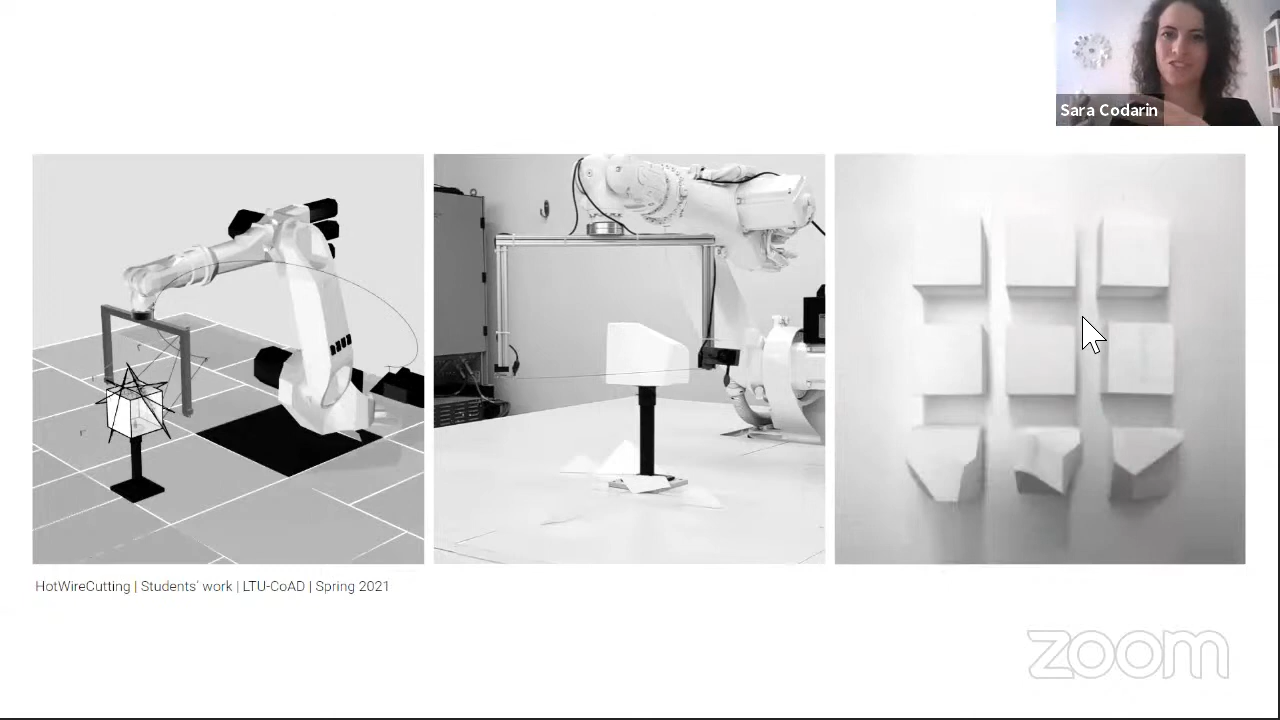 Sara Codarin
HotWireCutting | Students' work | LTU-CoAD | Spring 2021
zoom